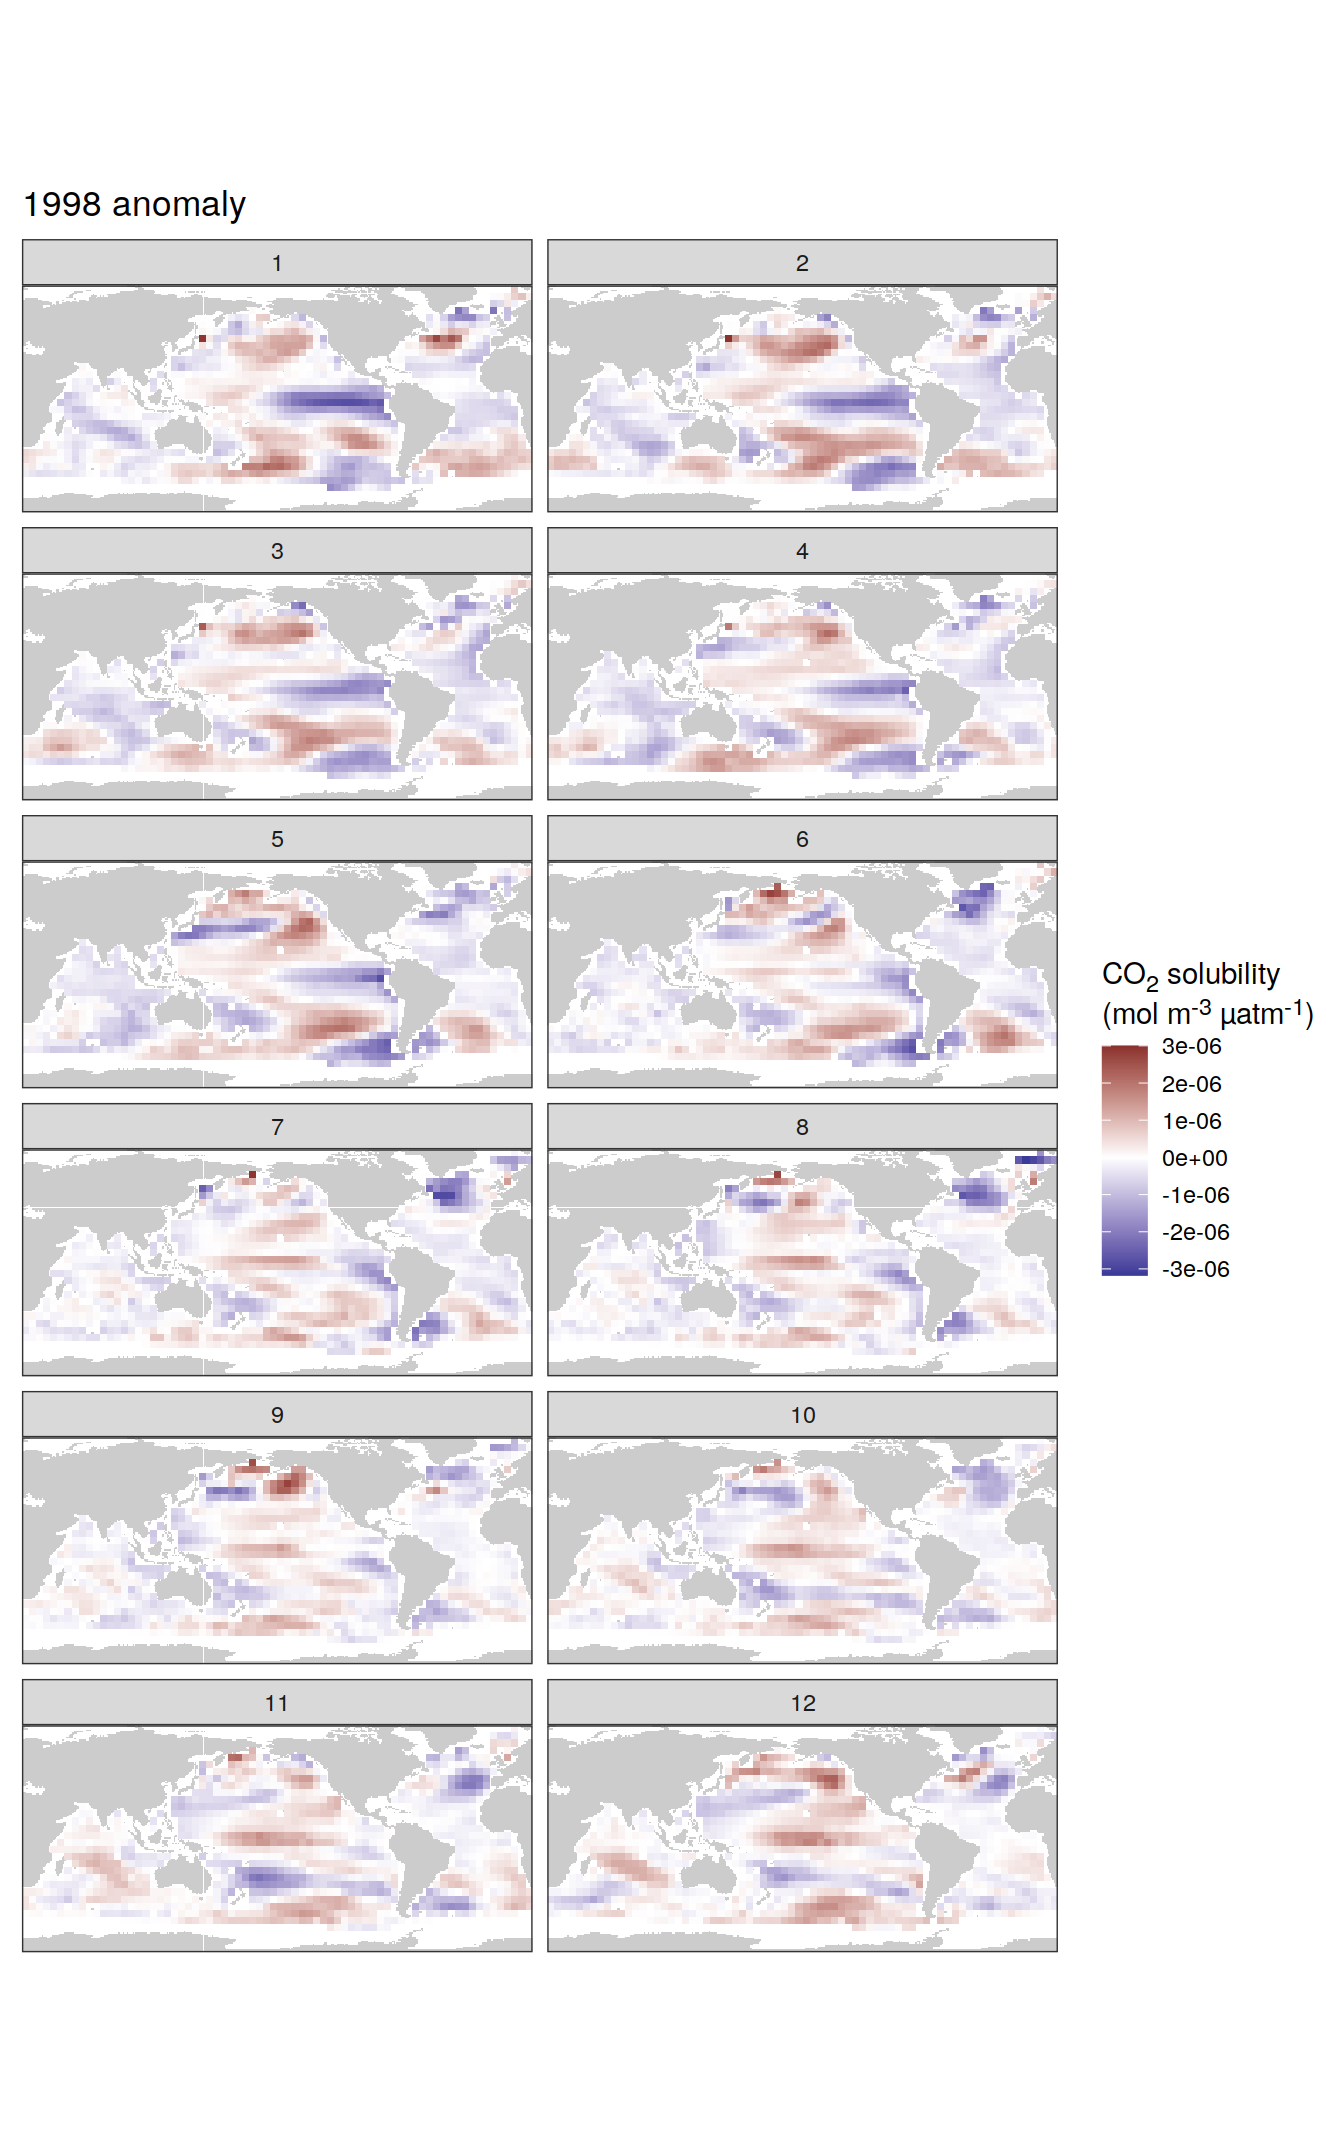 1998 anomaly
1
2
3
4
5
6
7
8
9
10
11
12
CO₂ solubility
(mol m⁻³ µatm⁻¹)
3e-06
2e-06
1e-06
0e+00
-1e-06
-2e-06
-3e-06